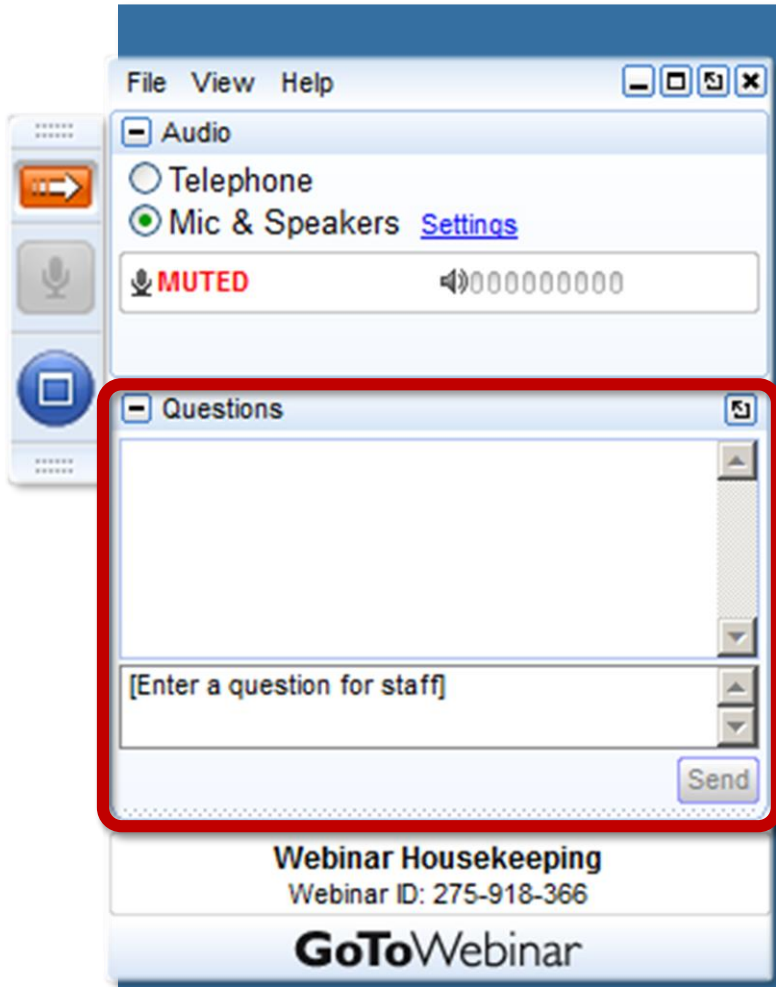 File View Help
Audio
Telephone
Mic & Speakers Settings
MUTED
Questions
[Enter a question for staff]
Send
Webinar Housekeeping
Webinar ID: 275-918-366
GoToWebinar